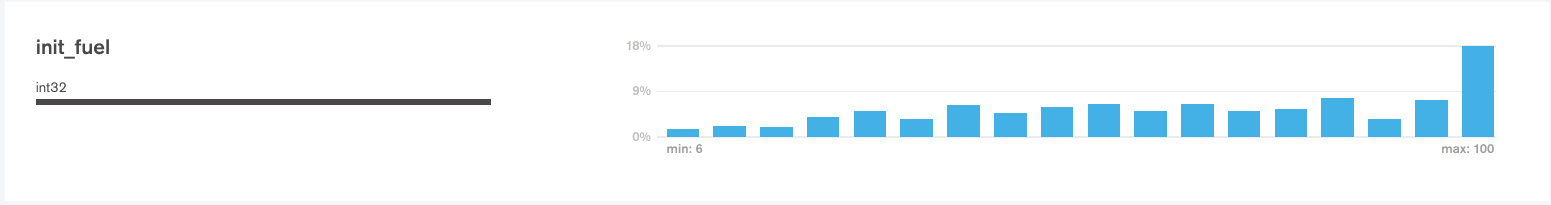 init_fuel
int32
18%
9%
0%
min: 6
max: 100